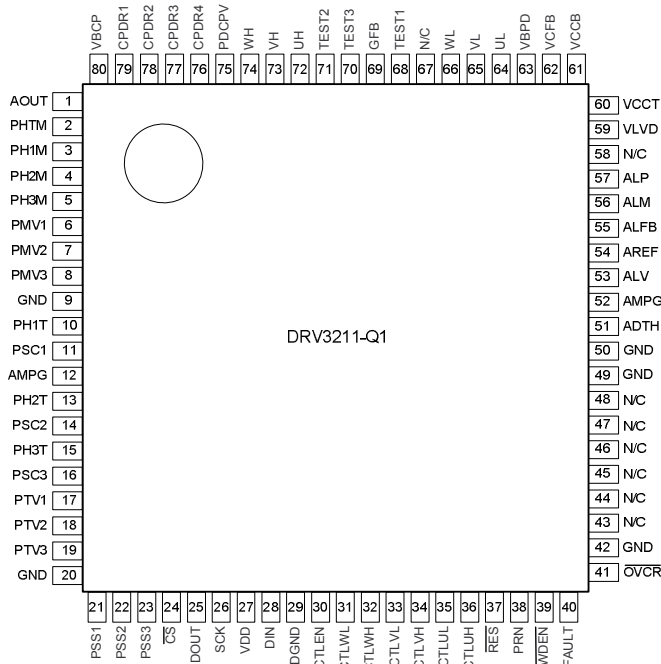 VBCP
CPDR1
CPDR2
CPDR3
CPDR4
PDCPV
WH
VH
UH
TEST2
TEST3
GFB
TEST1
N/C
WL
VL
UL
VBPD
VCFB
VCCB
80 79 78 77 76 75 74 73 72 71 70 69 68 67 66 65 64 63 62 61
AOUT 1
PHTM 2
PH1M 3
PH2M 4
PH3M 5
PMV1 6
PMV2 7
PMV3 8
GND 9
PH1T 10
PSC1 11
AMPG 12
PH2T 13
PSC2 14
PH3T 15
PSC3 16
PTV1 17
PTV2 18
PTV3 19
GND 20
DRV3211-Q1
60 VCCT
59 VLVD
58 N/C
57 ALP
56 ALM
55 ALFB
54 AREF
53 ALV
52 AMPG
51 ADTH
50 GND
49 GND
48 N/C
47 N/C
46 N/C
45 N/C
44 N/C
43 N/C
42 GND
41 OVCR
21 22 23 24 25 26 27 28 29 30 31 32 33 34 35 36 37 38 39 40
PSS1
PSS2
PSS3
CS
DOUT
SCK
VDD
DIN
DGND
CTLEN
CTLWL
CTLWH
CTLVL
CTLVH
CTLUL
CTLUH
RES
PRN
WDEN
FAULT